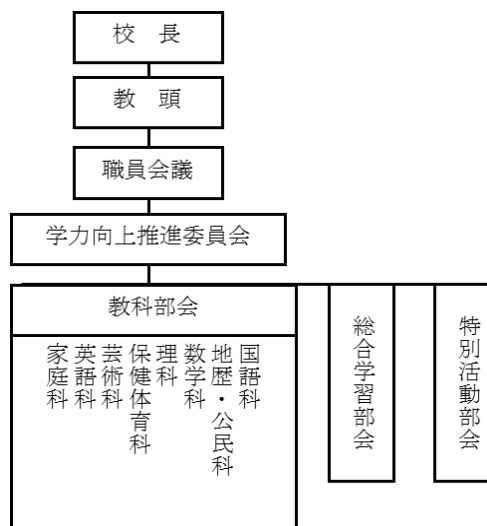 校　長
教　頭
職員会議
学力向上推進委員会
教科部会
国語科
地歴・公民科
数学科
理科
保健体育科
芸術科
英語科
家庭科
総合学習部会
特別活動部会